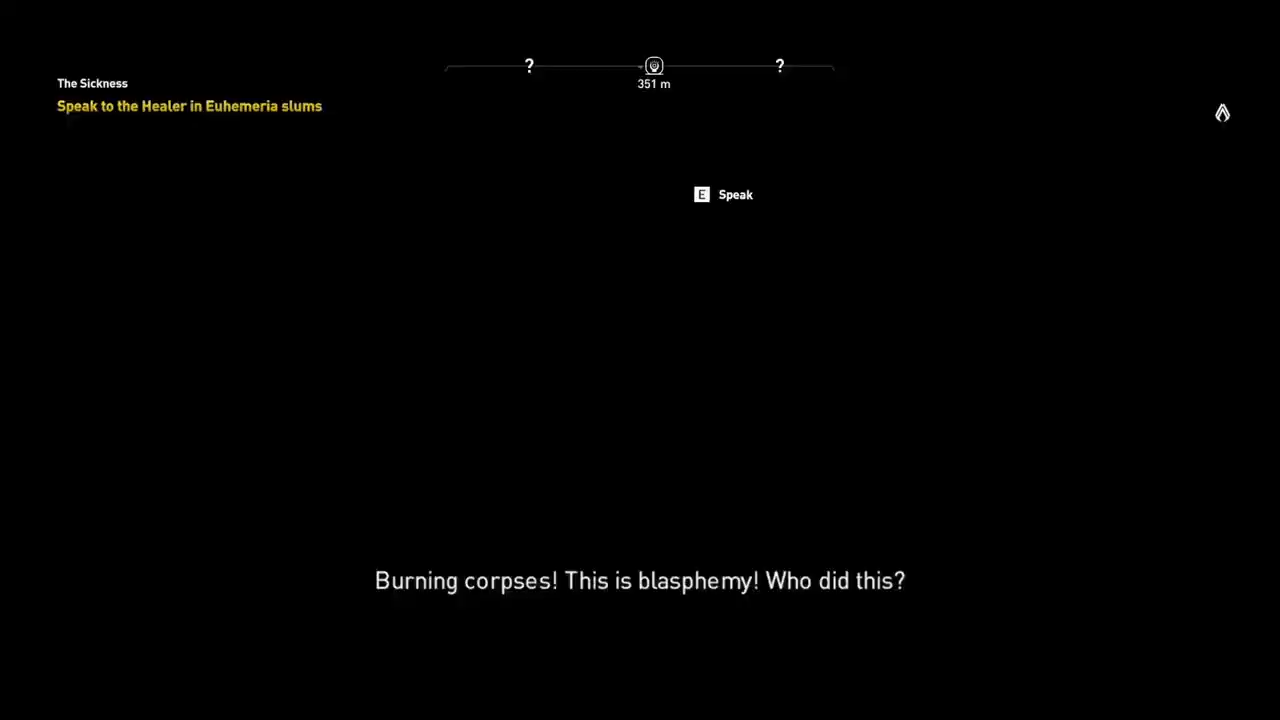 ? ?
351 m
The Sickness
Speak to the Healer in Euhemeria slums
E Speak
Burning corpses! This is blasphemy! Who did this?